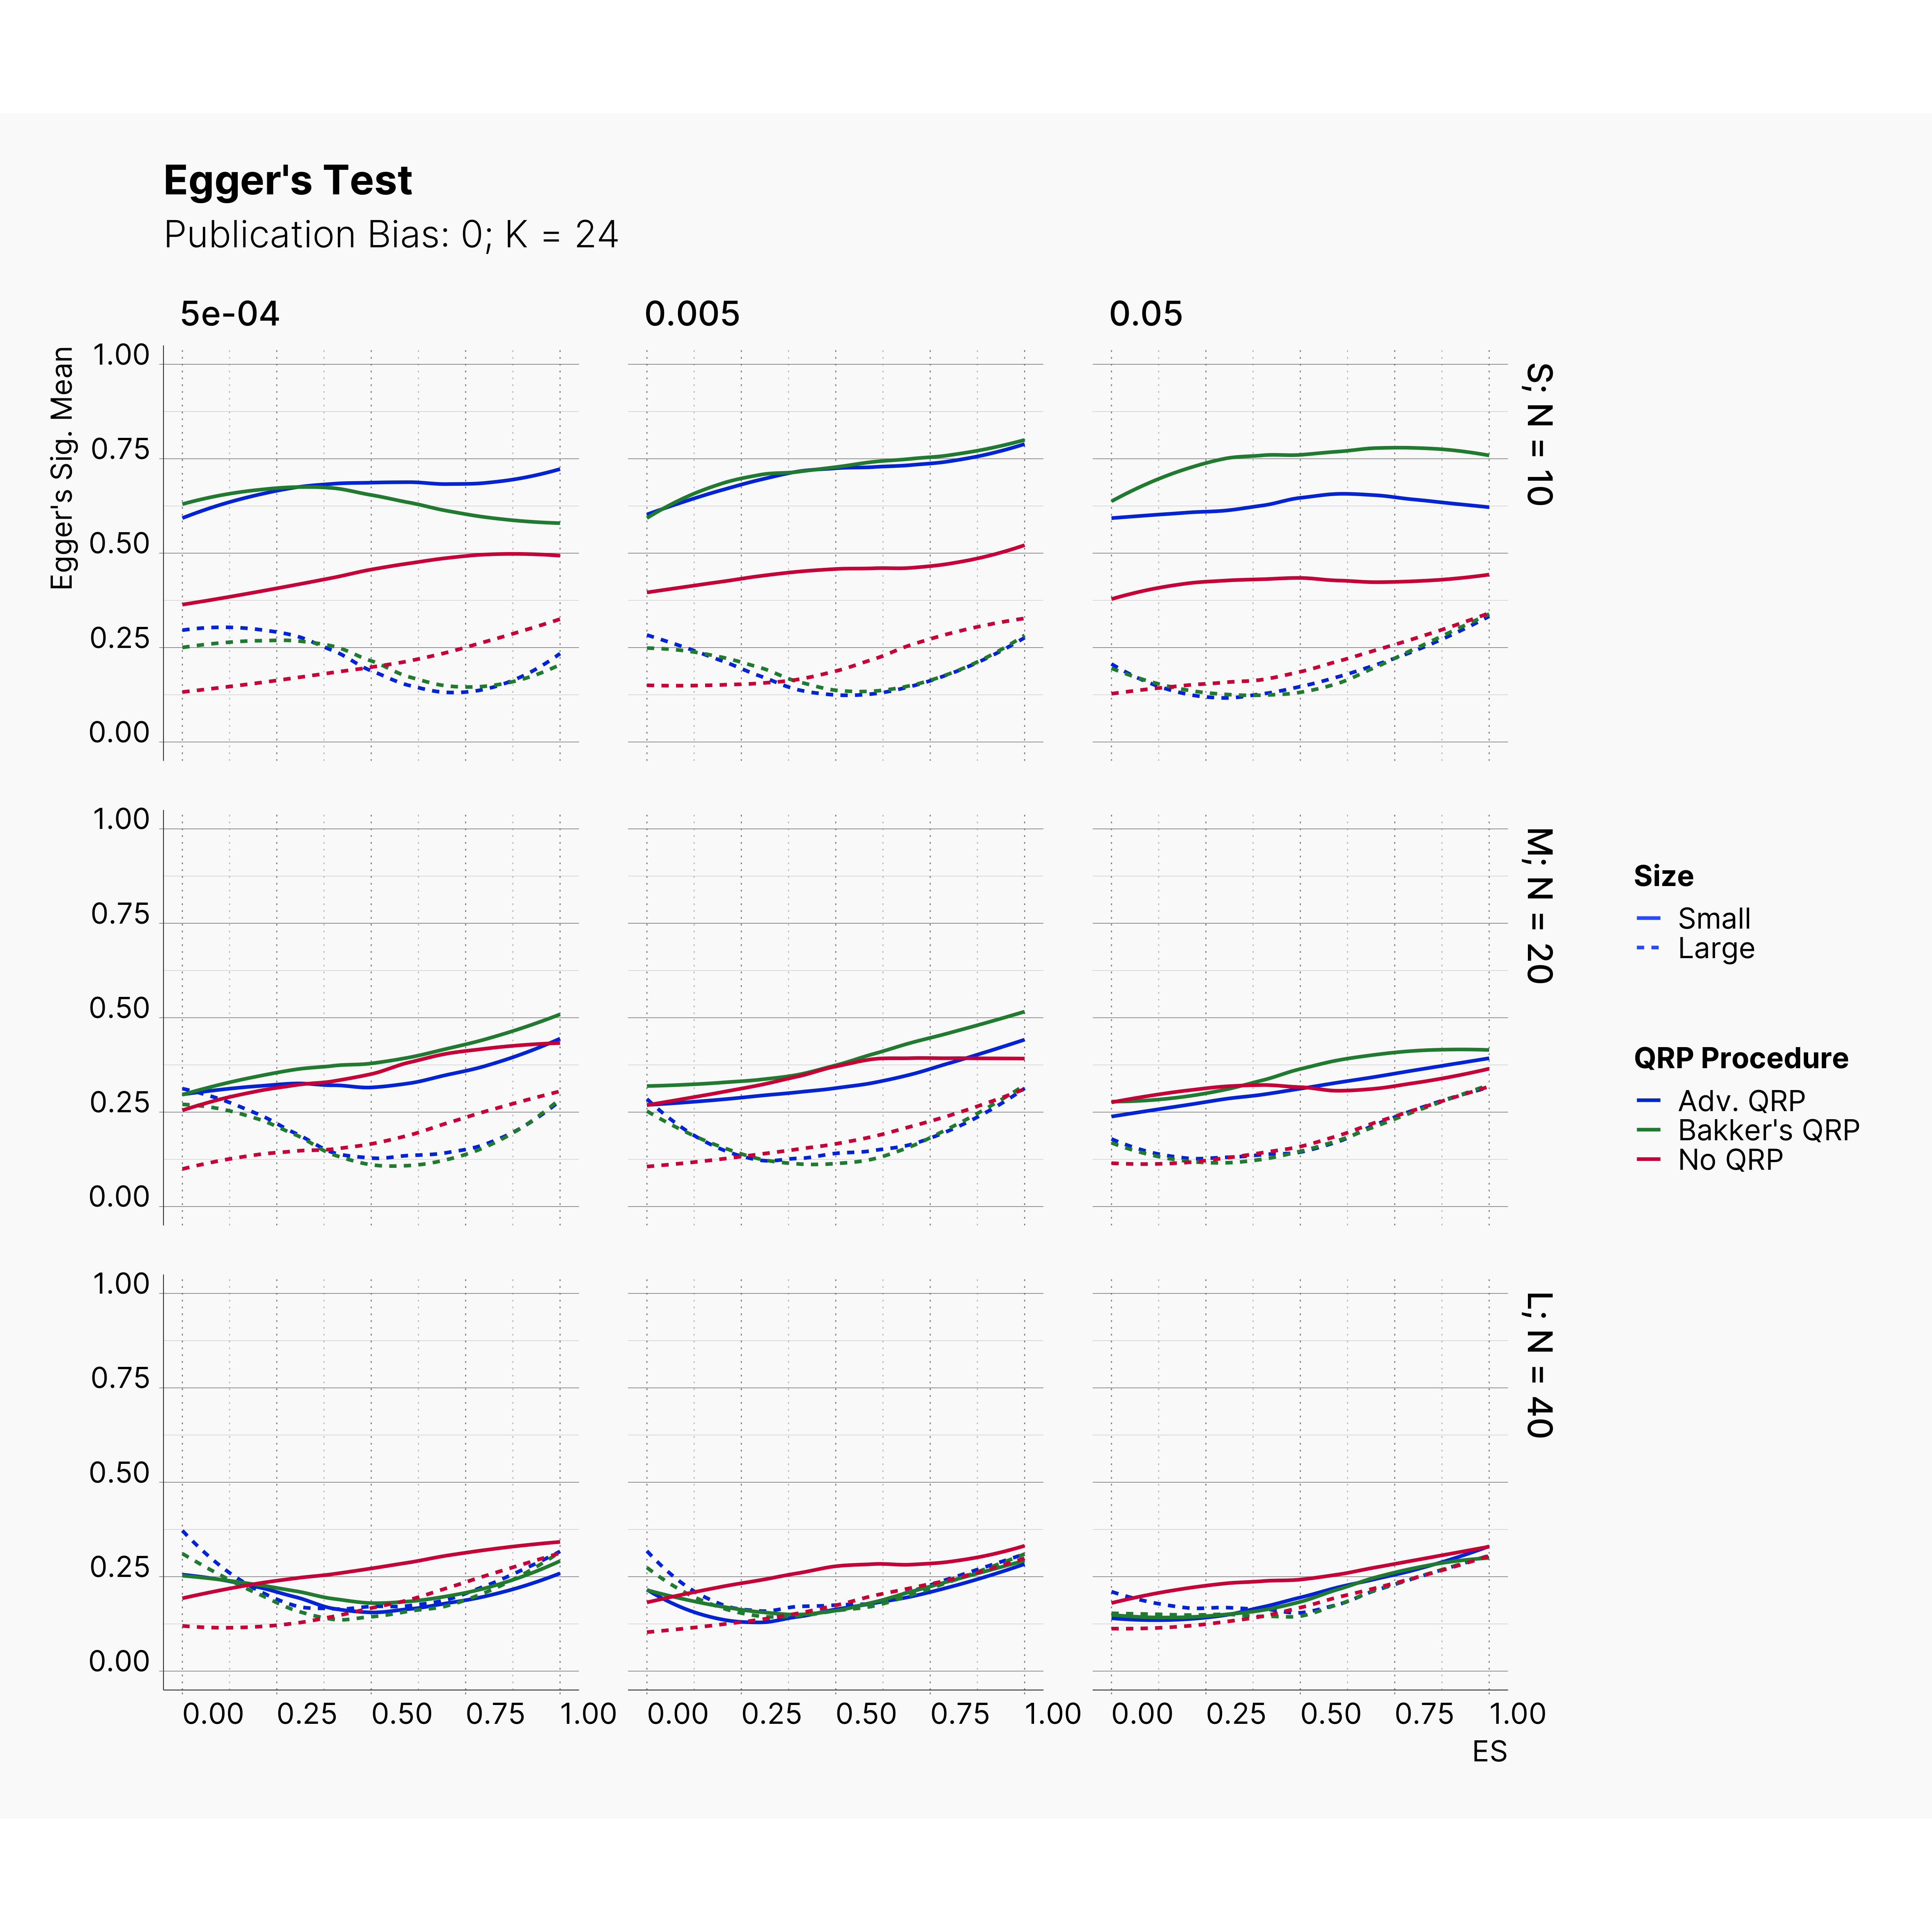 Egger's Test
Publication Bias: 0; K = 24
5e-04 0.005 0.05
Egger's Sig. Mean
1.00
0.75
0.50
0.25
0.00
S; N = 10
1.00
0.75
0.50
0.25
0.00
M; N = 20
1.00
0.75
0.50
0.25
0.00
L; N = 40
0.00 0.25 0.50 0.75 1.00 0.00 0.25 0.50 0.75 1.00 0.00 0.25 0.50 0.75 1.00
ES
Size
Small
Large
QRP Procedure
Adv. QRP
Bakker's QRP
No QRP